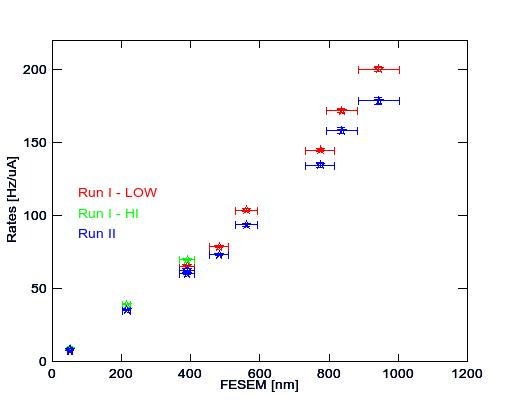 200
150
100
50
0
Rates [Hz/uA]
Run I - LOW
Run I - HI
Run II
0 200 400 600 800 1000 1200
FESEM [nm]